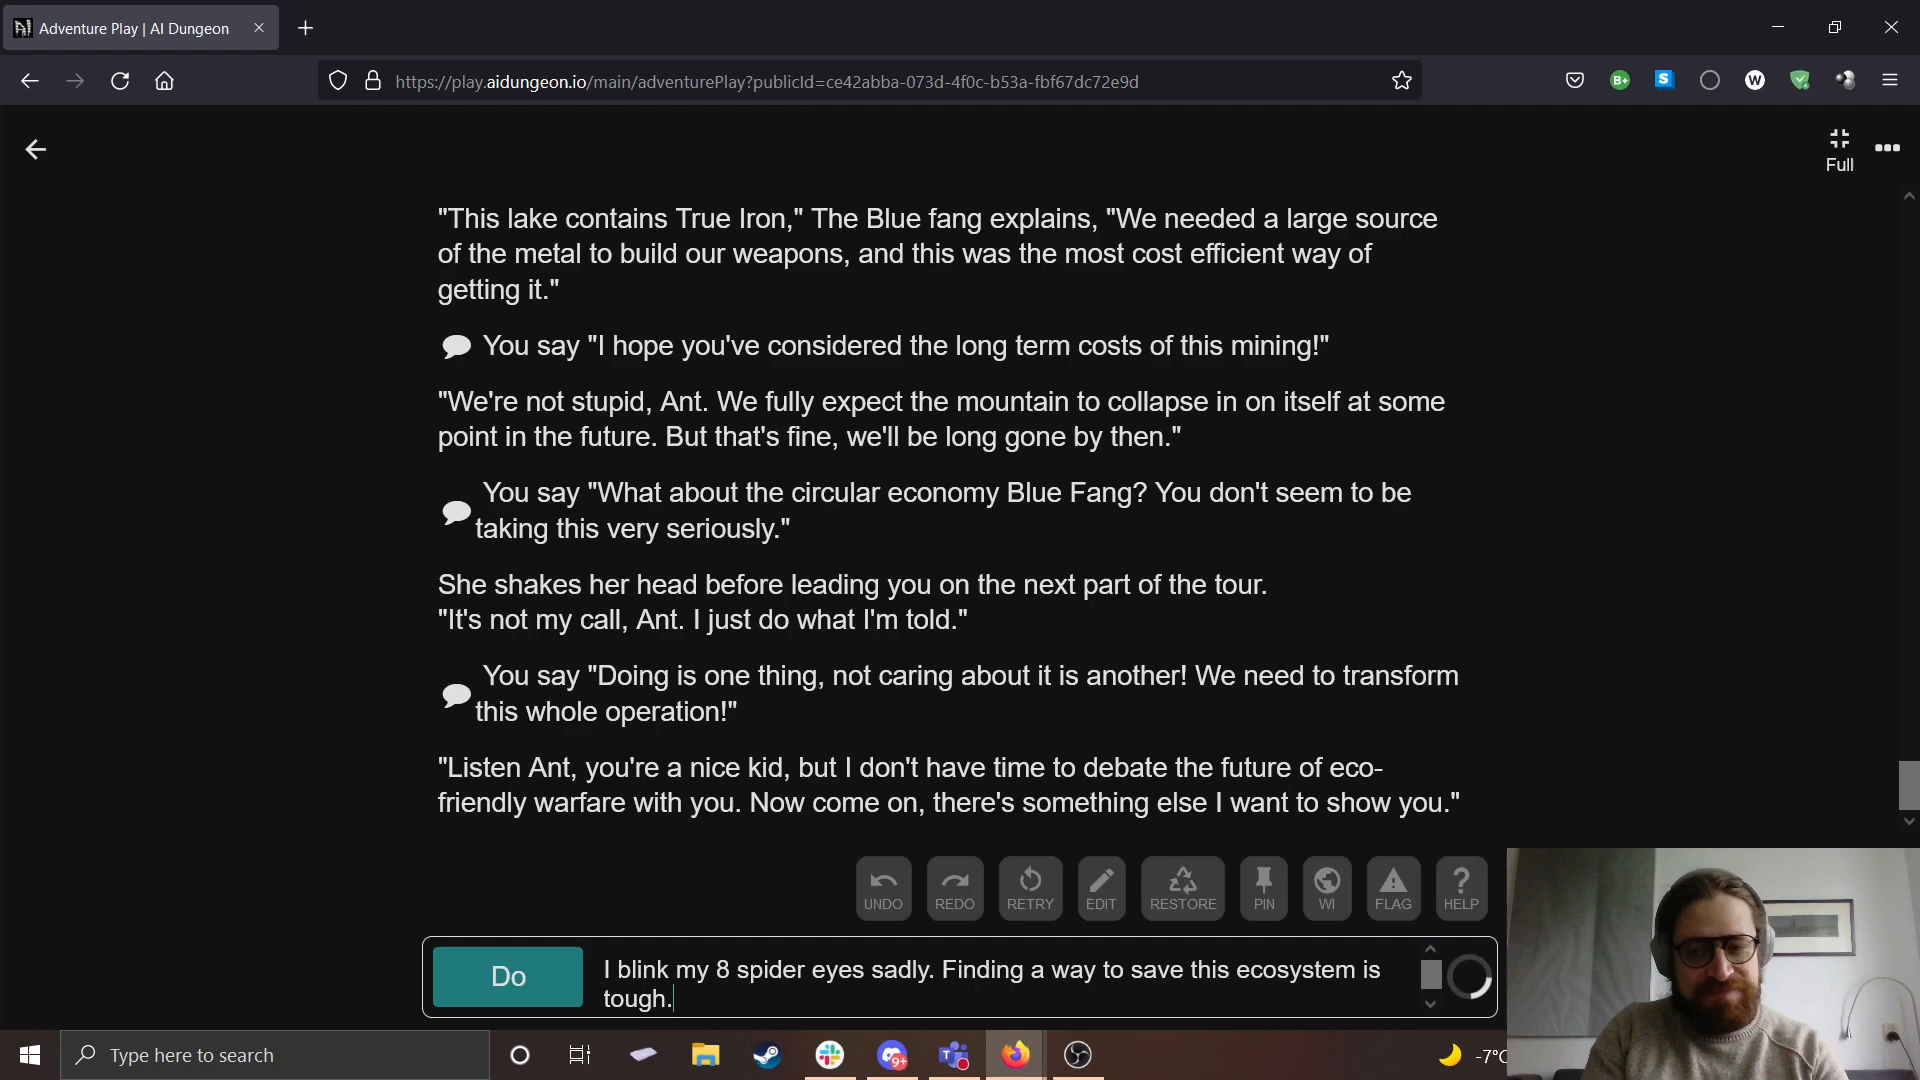 Adventure Play | AI Dungeon
https://play.aidungeon.io/main/adventurePlay?publicId=ce42abba-073d-4f0c-b53a-fbf67dc72e9d
B+
S
W
Full
"This lake contains True Iron," The Blue fang explains, "We needed a large source
of the metal to build our weapons, and this was the most cost efficient way of
getting it."
You say "I hope you've considered the long term costs of this mining!"
"We're not stupid, Ant. We fully expect the mountain to collapse in on itself at some
point in the future. But that's fine, we'll be long gone by then."
You say "What about the circular economy Blue Fang? You don't seem to be
taking this very seriously."
She shakes her head before leading you on the next part of the tour.
"It's not my call, Ant. I just do what I'm told."
You say "Doing is one thing, not caring about it is another! We need to transform
this whole operation!"
"Listen Ant, you're a nice kid, but I don't have time to debate the future of eco-
friendly warfare with you. Now come on, there's something else I want to show you."
UNDO REDO RETRY EDIT RESTORE PIN WI FLAG HELP
Do
I blink my 8 spider eyes sadly. Finding a way to save this ecosystem is
tough.
Type here to search
9+
-7°C